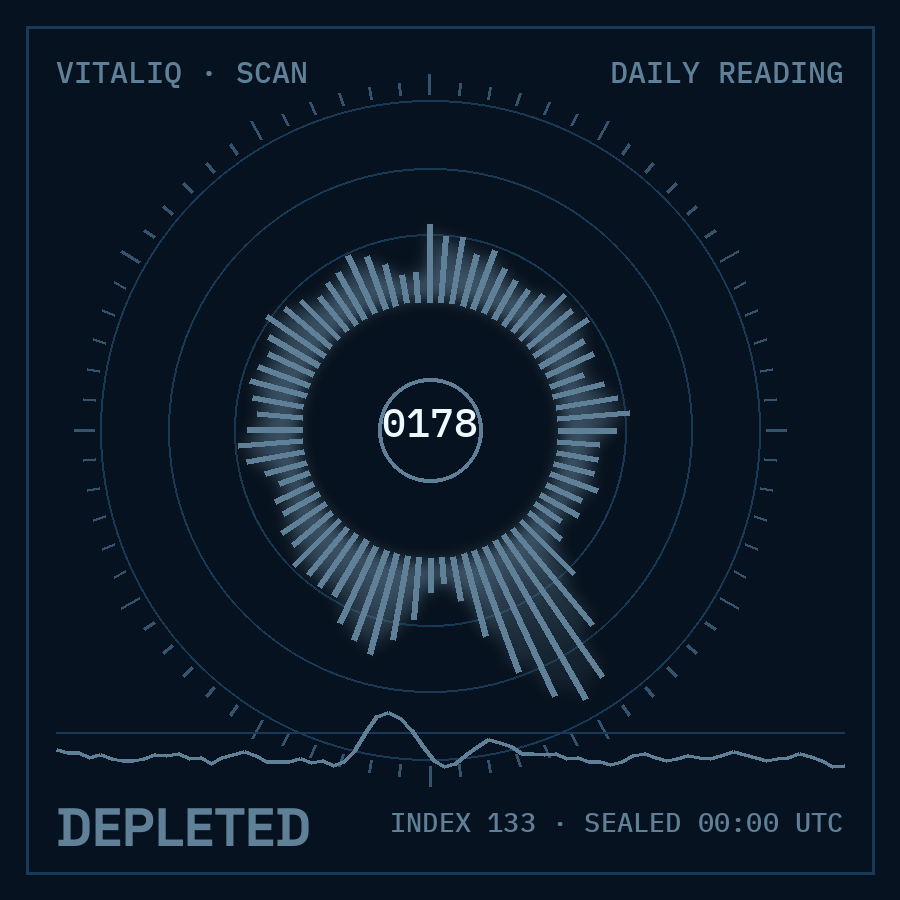 VITALIQ · SCAN
DAILY READING
0178
DEPLETED
INDEX 133 · SEALED 00:00 UTC